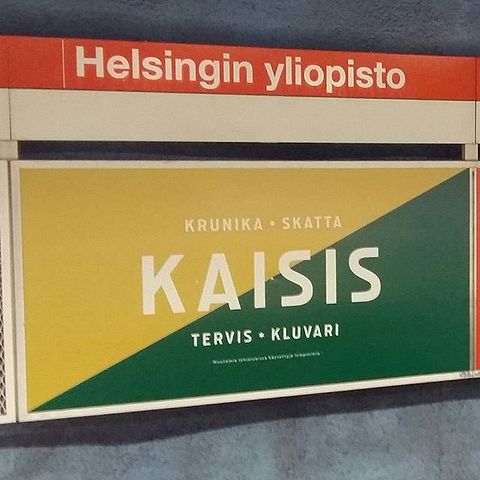 Helsingin yliopisto
KRUNIKA • SKATTA
KAISIS
TERVIS • KLUVARI